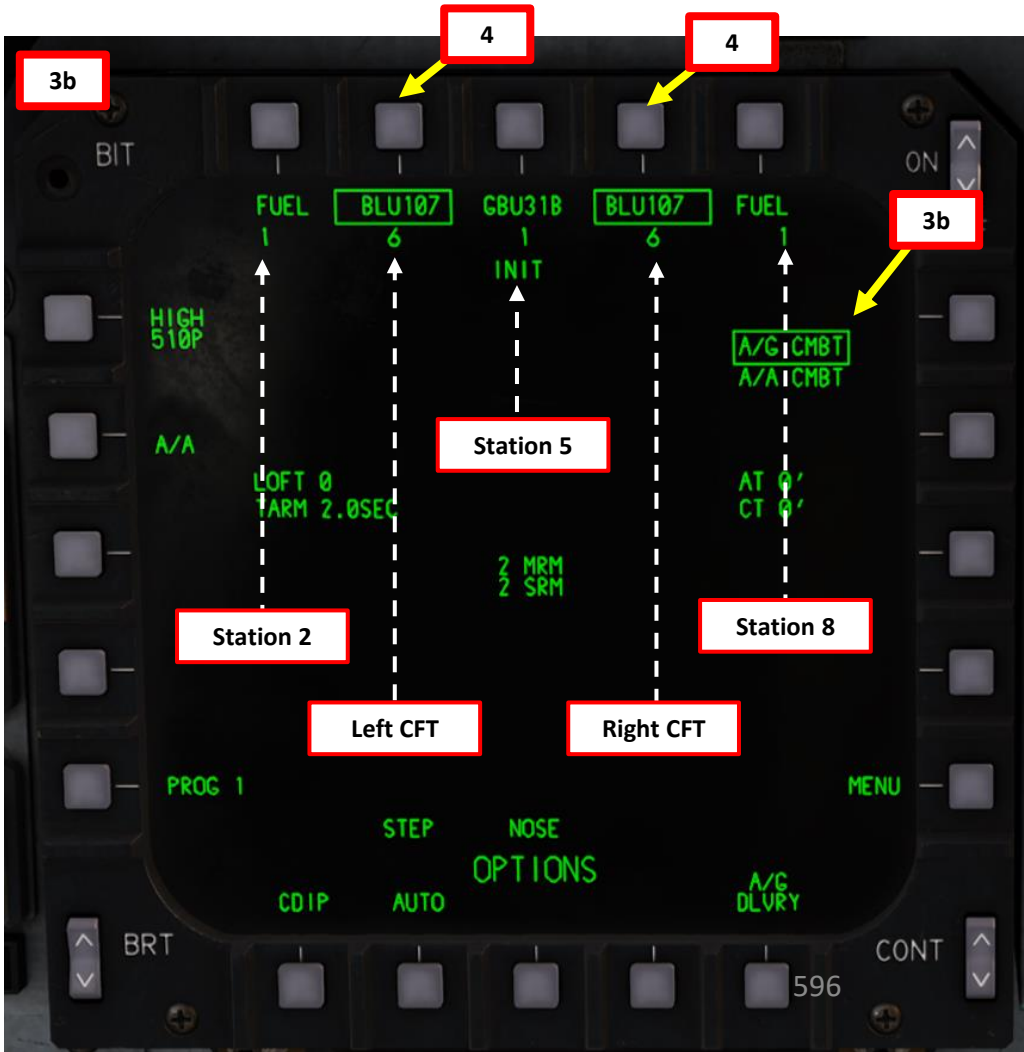 4
4
3b
BIT
ON
FUEL BLU107 GBU31B BLU107 FUEL
1 6 1 6 1
INIT
3b
HIGH
510P
A/G CMBT
A/A CMBT
A/A
Station 5
LOFT 0
TARM 2.0SEC
AT 0'
CT 0'
2 MRM
2 SRM
Station 2
Station 8
Left CFT
Right CFT
PROG 1
MENU
STEP NOSE
OPTIONS
CDIP AUTO
A/G
DLVRY
BRT
CONT
596